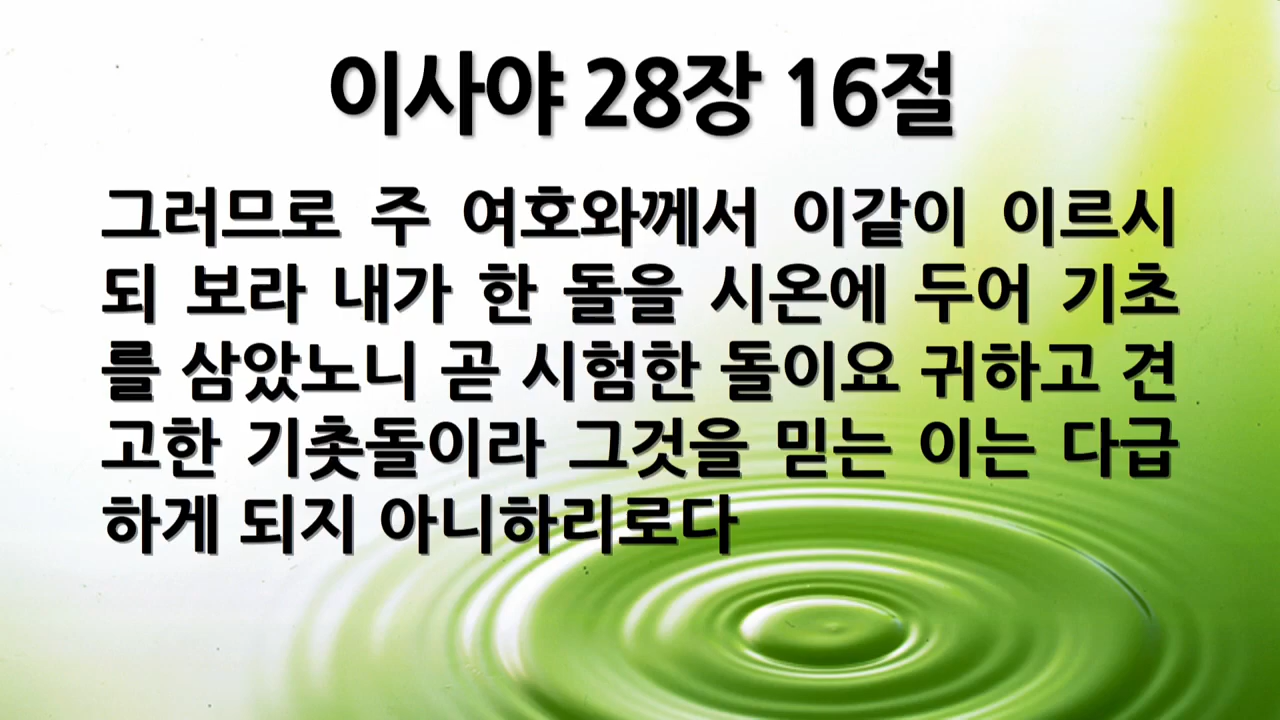 이사야 28장 16절
그러므로 주 여호와께서 이같이 이르시
되 보라 내가 한 돌을 시온에 두어 기초
를 삼았노니 곧 시험한 돌이요 귀하고 견
고한 기촛돌이라 그것을 믿는 이는 다급
하게 되지 아니하리로다